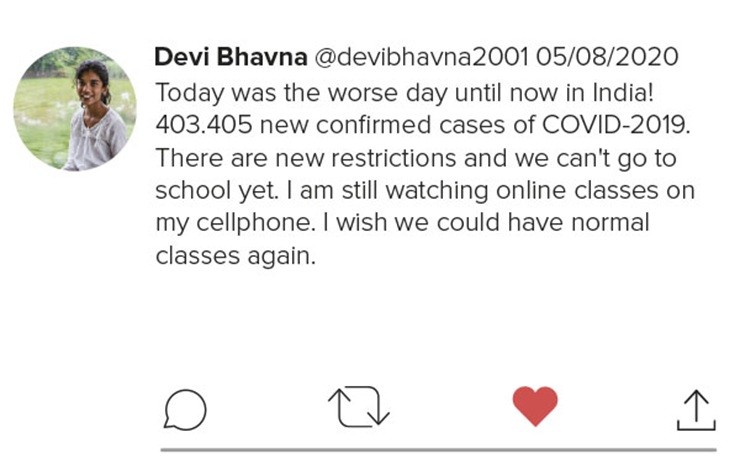 Devi Bhavna @devibhavna2001 05/08/2020
Today was the worse day until now in India!
403.405 new confirmed cases of COVID-2019.
There are new restrictions and we can't go to
school yet. I am still watching online classes on
my cellphone. I wish we could have normal
classes again.